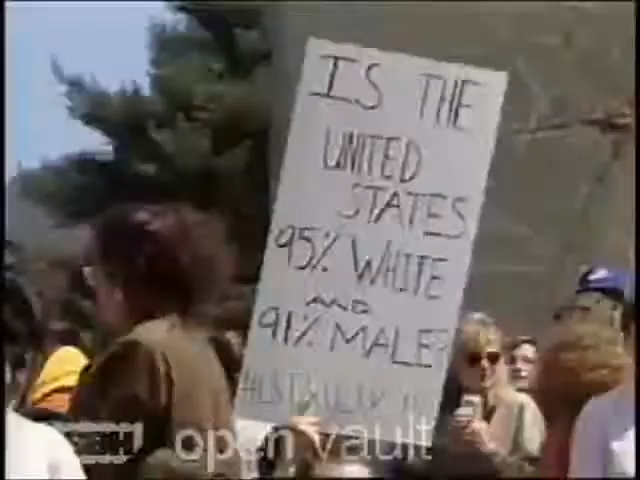 IS THE
UNITED
STATES
95% WHITE
AND
91% MALE?
open vault